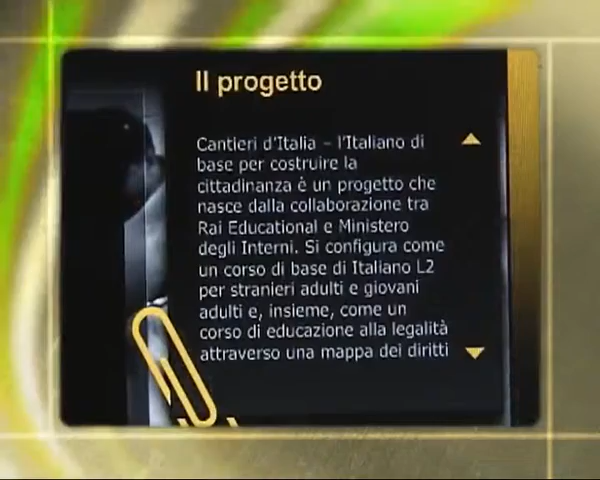 Il progetto
Cantieri d'Italia – l'Italiano di
base per costruire la
cittadinanza è un progetto che
nasce dalla collaborazione tra
Rai Educational e Ministero
degli Interni. Si configura come
un corso di base di Italiano L2
per stranieri adulti e giovani
adulti e, insieme, come un
corso di educazione alla legalità
attraverso una mappa dei diritti